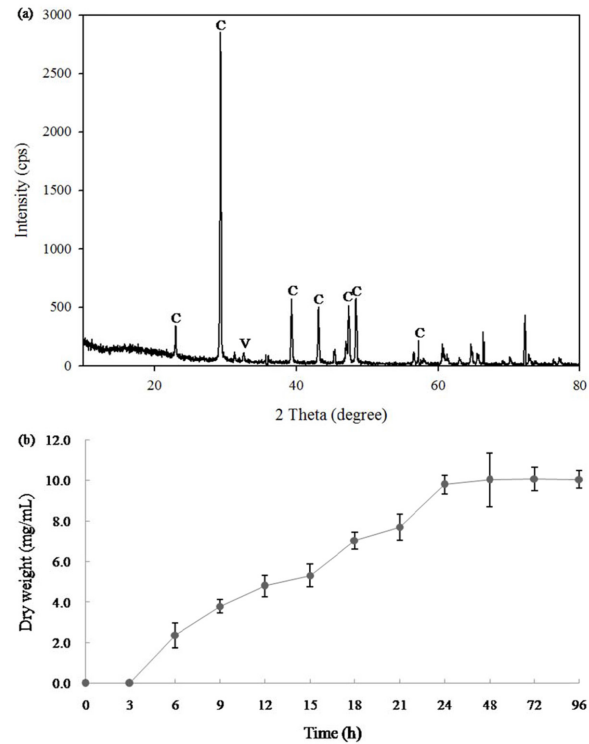 (a)
3000
2500
2000
1500
1000
500
0
Intensity (cps)
C
C
V
C
C
C
C
C
20
40
60
80
2 Theta (degree)
(b)
12.0
10.0
8.0
6.0
4.0
2.0
0.0
Dry weight (mg/mL)
0 3 6 9 12 15 18 21 24 48 72 96
Time (h)